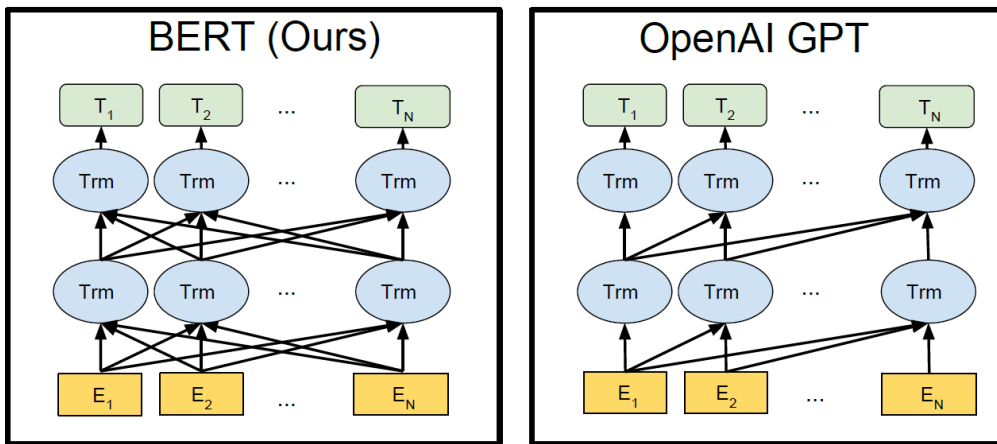 BERT (Ours)
T1 T2 ... TN
Trm Trm ... Trm
Trm Trm ... Trm
E1 E2 ... EN
OpenAI GPT
T1 T2 ... TN
Trm Trm ... Trm
Trm Trm ... Trm
E1 E2 ... EN